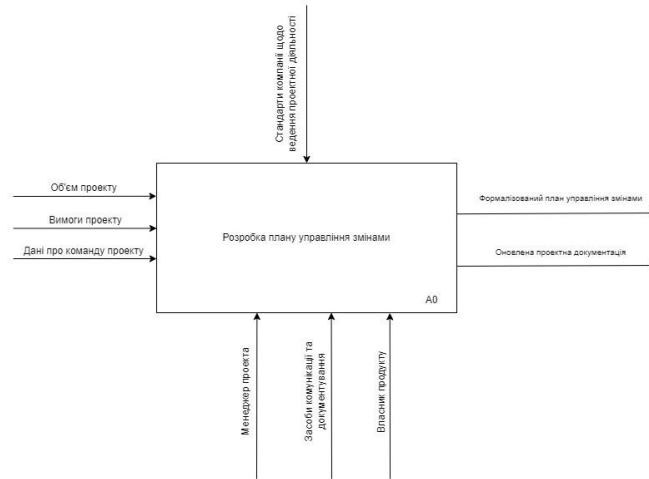 Стандарти компанії щодо
ведення проектної діяльності
Об'єм проекту
Вимоги проекту
Дані про команду проекту
Розробка плану управління змінами
A0
Формалізований план управління змінами
Оновлена проектна документація
Менеджер проекта
Засоби комунікації та
документування
Власник продукту